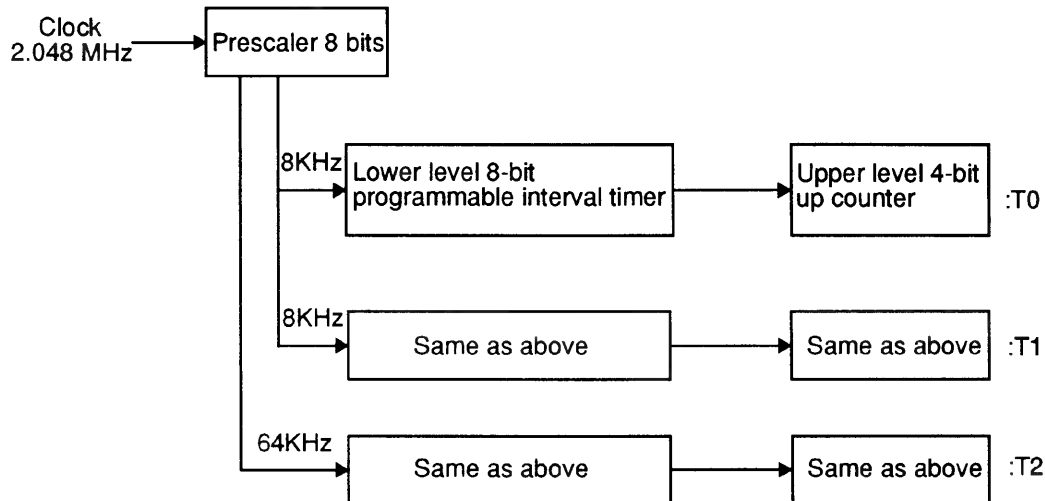 Clock
2.048 MHz
Prescaler 8 bits
8KHz
Lower level 8-bit
programmable interval timer
Upper level 4-bit
up counter
:T0
8KHz
Same as above
Same as above
:T1
64KHz
Same as above
Same as above
:T2